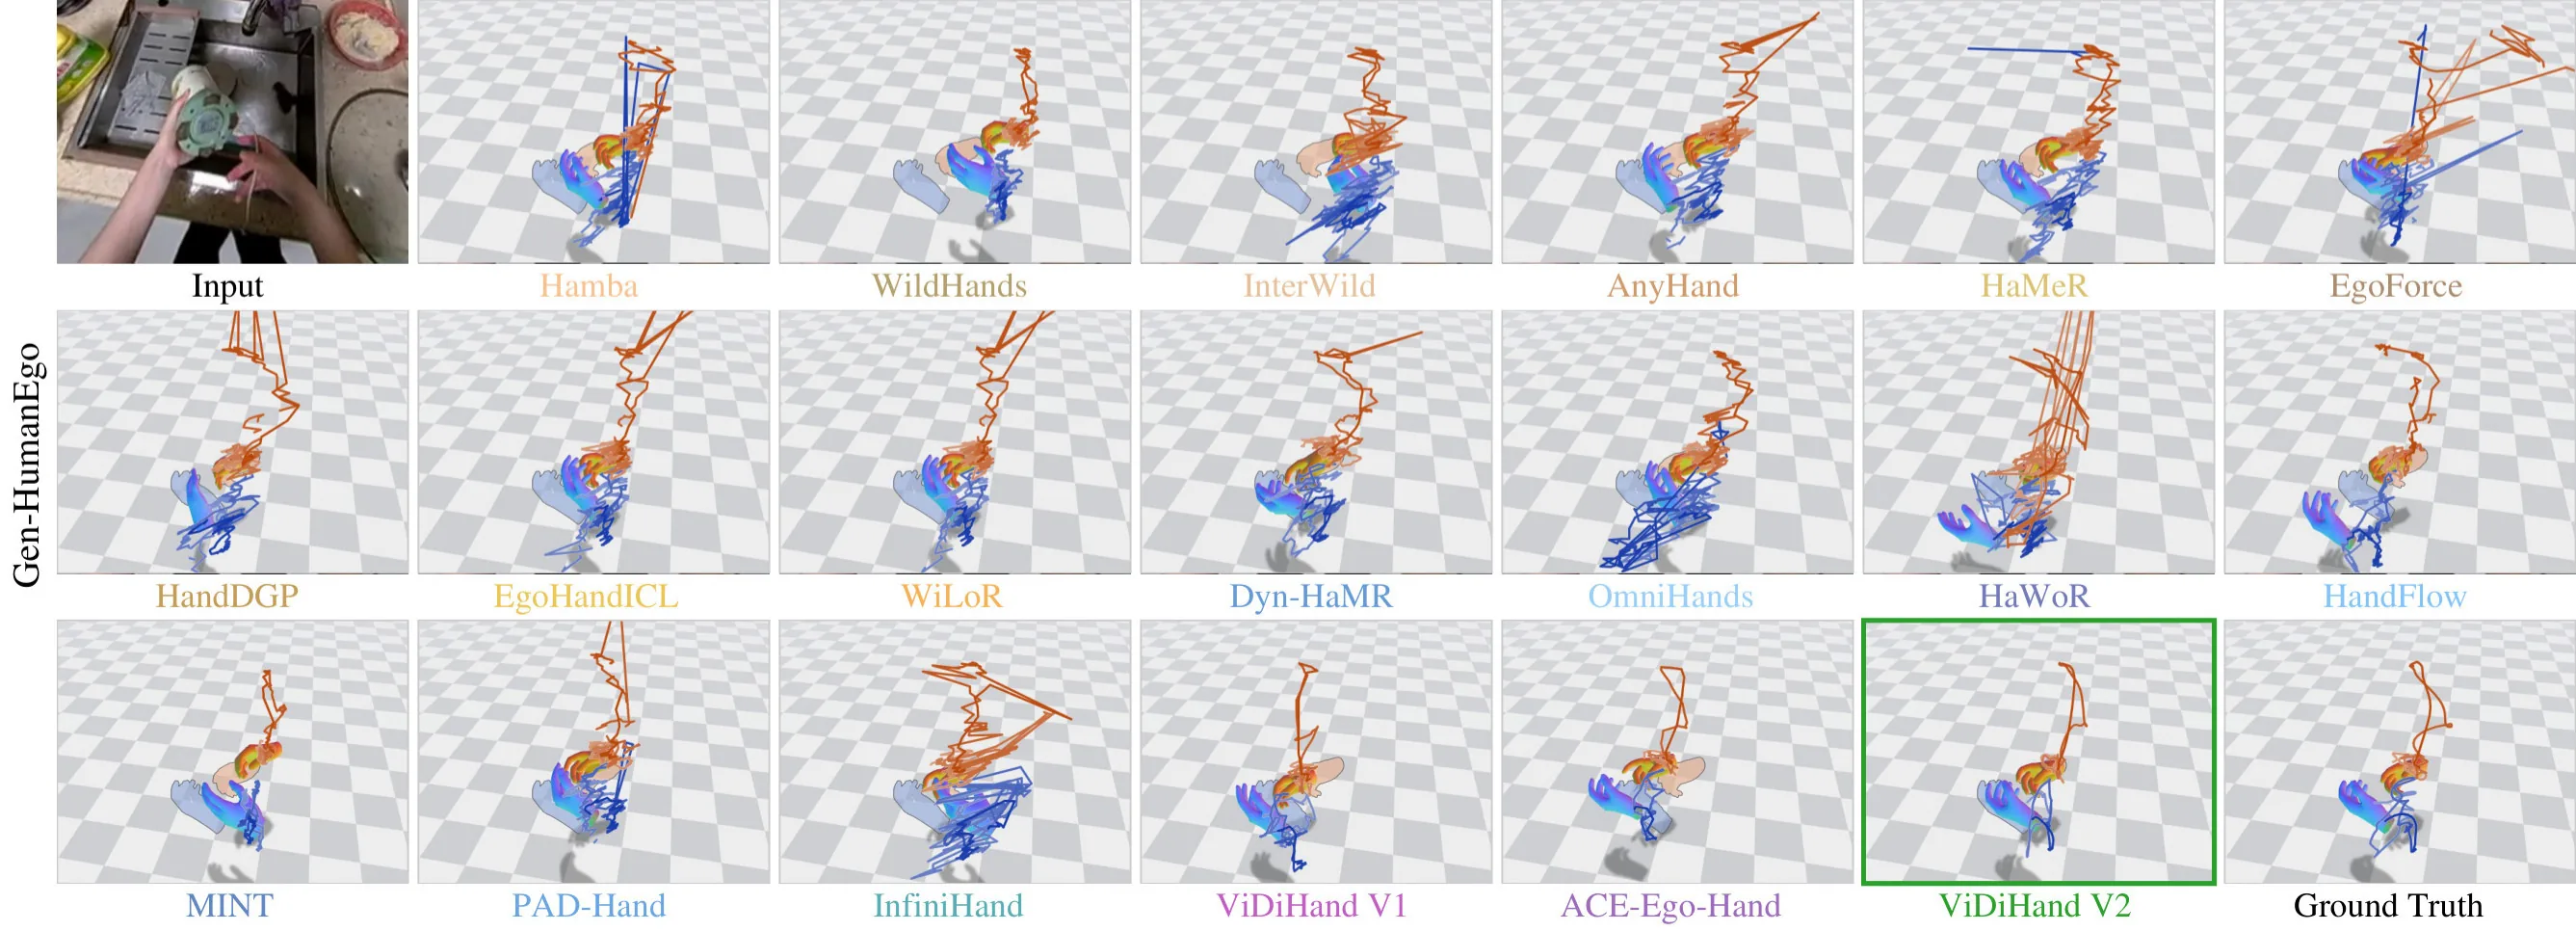 Gen-HumanEgo
Input
Hamba
WildHands
InterWild
AnyHand
HaMeR
EgoForce
HandDGP
EgoHandICL
WiLoR
Dyn-HaMR
OmniHands
HaWoR
HandFlow
MINT
PAD-Hand
InfiniHand
ViDiHand V1
ACE-Ego-Hand
ViDiHand V2
Ground Truth